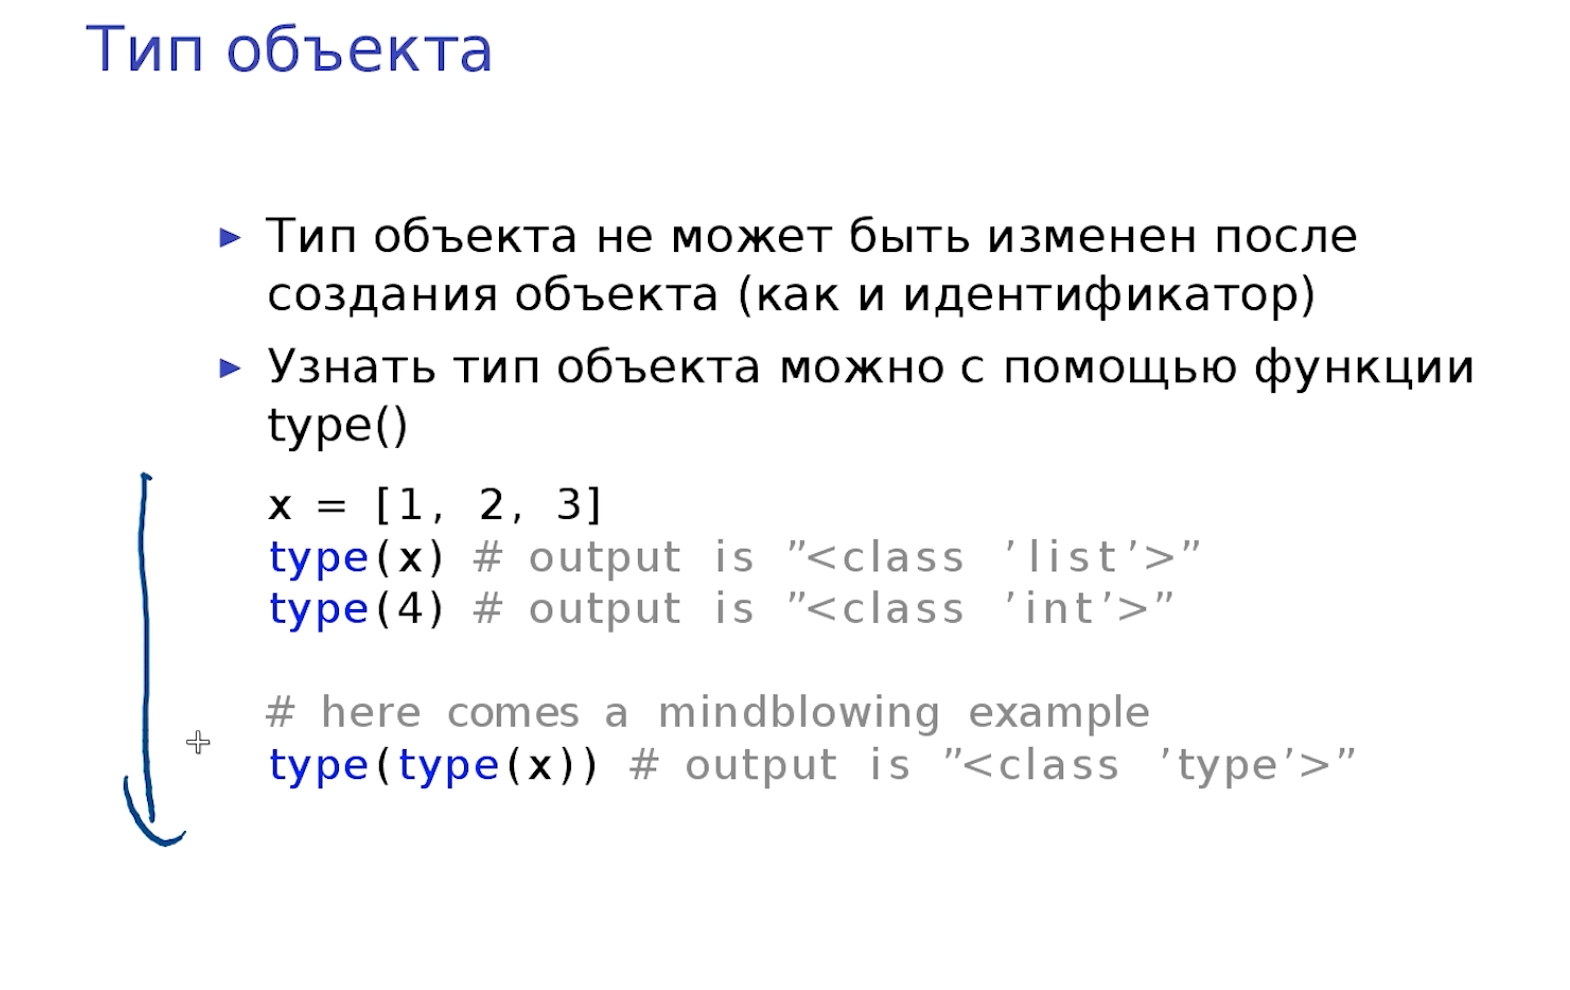 Тип объекта
Тип объекта не может быть изменен после
создания объекта (как и идентификатор)
Узнать тип объекта можно с помощью функции
type()
x = [1, 2, 3]
type(x) # output is ”<class ’list’>”
type(4) # output is ”<class ’int’>”
# here comes a mindblowing example
type(type(x)) # output is ”<class ’type’>”